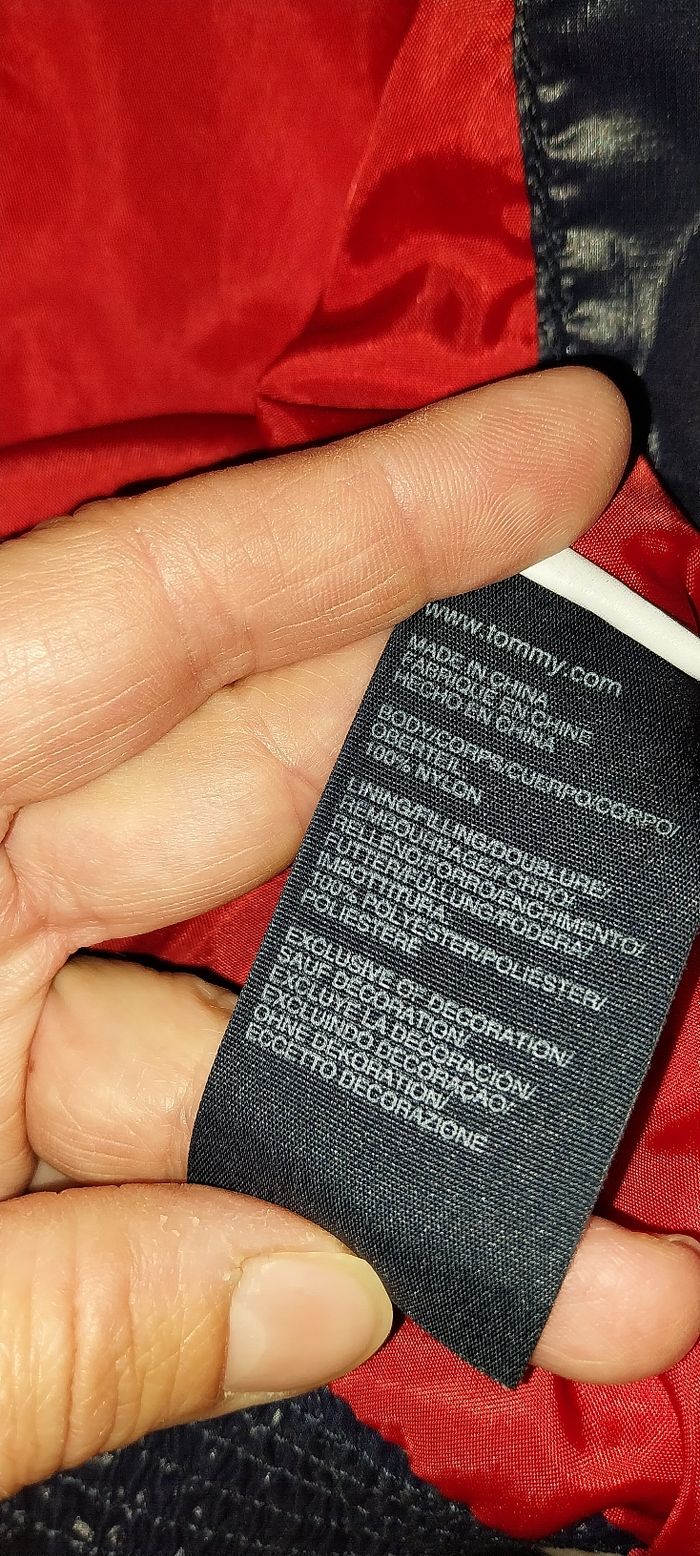 www.tommy.com
MADE IN CHINA
FABRIQUE EN CHINE
HECHO EN CHINA
BODY/CORPS/CUERPO/CORPO/
OBERTEIL
100% NYLON
LINING/FILLING/DOUBLURE/
REMBOURRAGE/FORRO/
RELLENO/FORRO/ENCHIMENTO/
FUTTER/FÜLLUNG/FODERA/
IMBOTTITURA
100% POLYESTER/POLIÉSTER/
POLIESTERE
EXCLUSIVE OF DECORATION/
SAUF DÉCORATION/
EXCLUYE LA DECORACIÓN/
EXCLUINDO DECORAÇAO/
OHNE DEKORATION/
ECCETTO DECORAZIONE